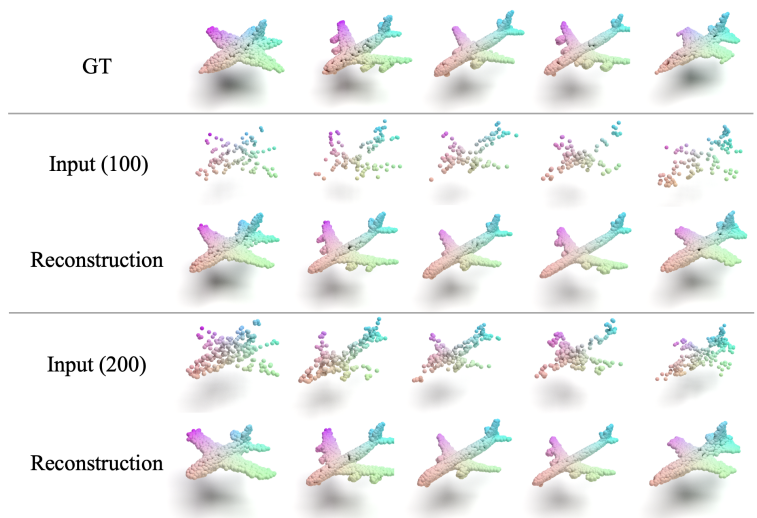 GT
Input (100)
Reconstruction
Input (200)
Reconstruction